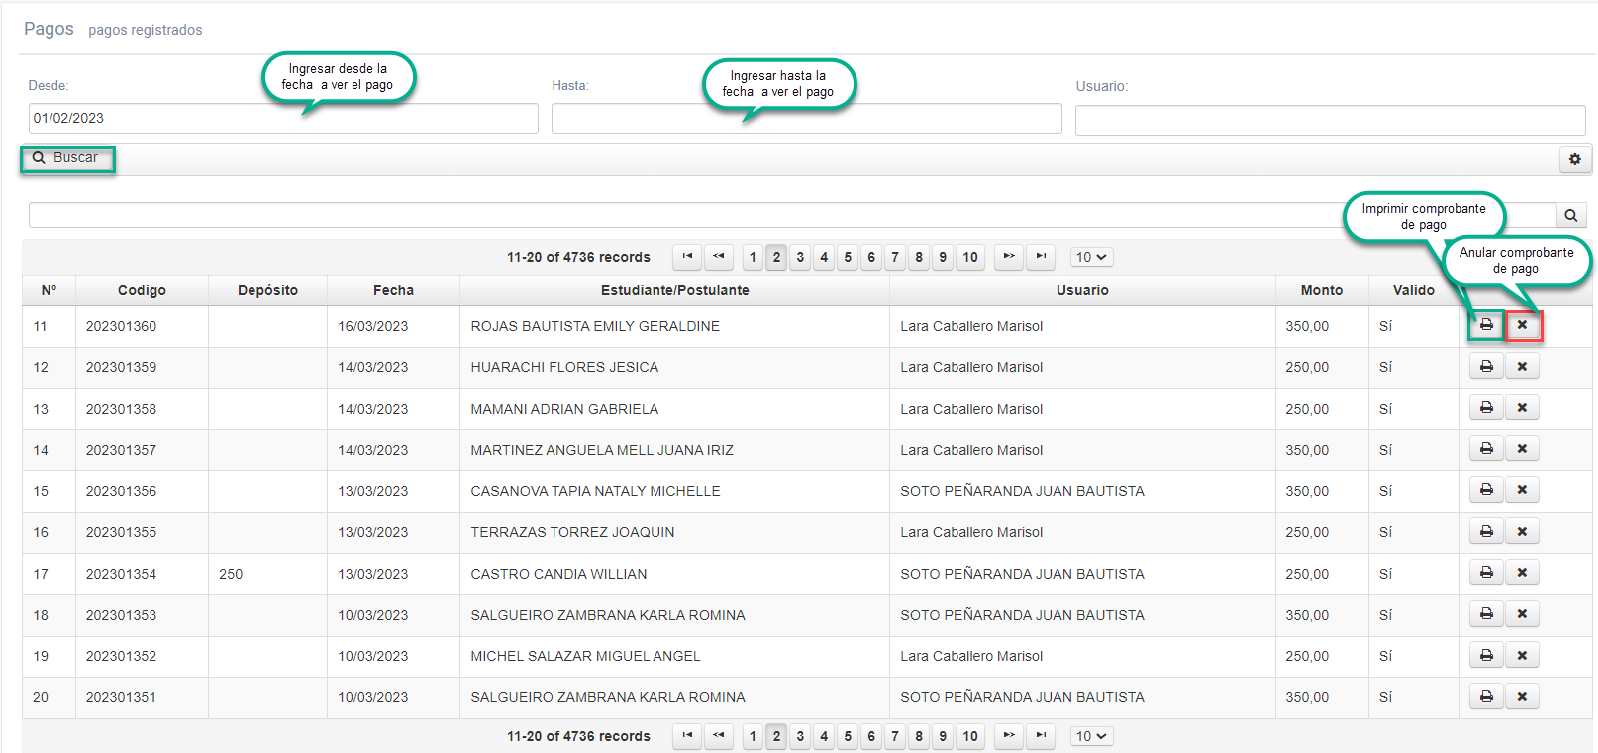 Pagos pagos registrados
Ingresar desde la
fecha a ver el pago
Ingresar hasta la
fecha a ver el pago
Desde:
Hasta:
Usuario:
01/02/2023
Buscar
Imprimir comprobante
de pago
Anular comprobarte
de pago
11-20 of 4736 records 1 2 3 4 5 6 7 8 9 10 10
Nº Codigo Depósito Fecha Estudiante/Postulante Usuario Monto Valido
11 202301360 16/03/2023 ROJAS BAUTISTA EMILY GERALDINE Lara Caballero Marisol 350,00 Sí
12 202301359 14/03/2023 HUARACHI FLORES JESICA Lara Caballero Marisol 250,00 Sí
13 202301358 14/03/2023 MAMANI ADRIAN GABRIELA Lara Caballero Marisol 250,00 Sí
14 202301357 14/03/2023 MARTINEZ ANGUELA MELL JUANA IRIZ Lara Caballero Marisol 350,00 Sí
15 202301356 13/03/2023 CASANOVA TAPIA NATALY MICHELLE SOTO PEÑARANDA JUAN BAUTISTA 350,00 Sí
16 202301355 13/03/2023 TERRAZAS TORREZ JOAQUIN Lara Caballero Marisol 250,00 Sí
17 202301354 250 13/03/2023 CASTRO CANDIA WILLIAN SOTO PEÑARANDA JUAN BAUTISTA 250,00 Sí
18 202301353 10/03/2023 SALGUEIRO ZAMBRANA KARLA ROMINA SOTO PEÑARANDA JUAN BAUTISTA 350,00 Sí
19 202301352 10/03/2023 MICHEL SALAZAR MIGUEL ANGEL Lara Caballero Marisol 250,00 Sí
20 202301351 10/03/2023 SALGUEIRO ZAMBRANA KARLA ROMINA SOTO PEÑARANDA JUAN BAUTISTA 350,00 Sí
11-20 of 4736 records 1 2 3 4 5 6 7 8 9 10 10